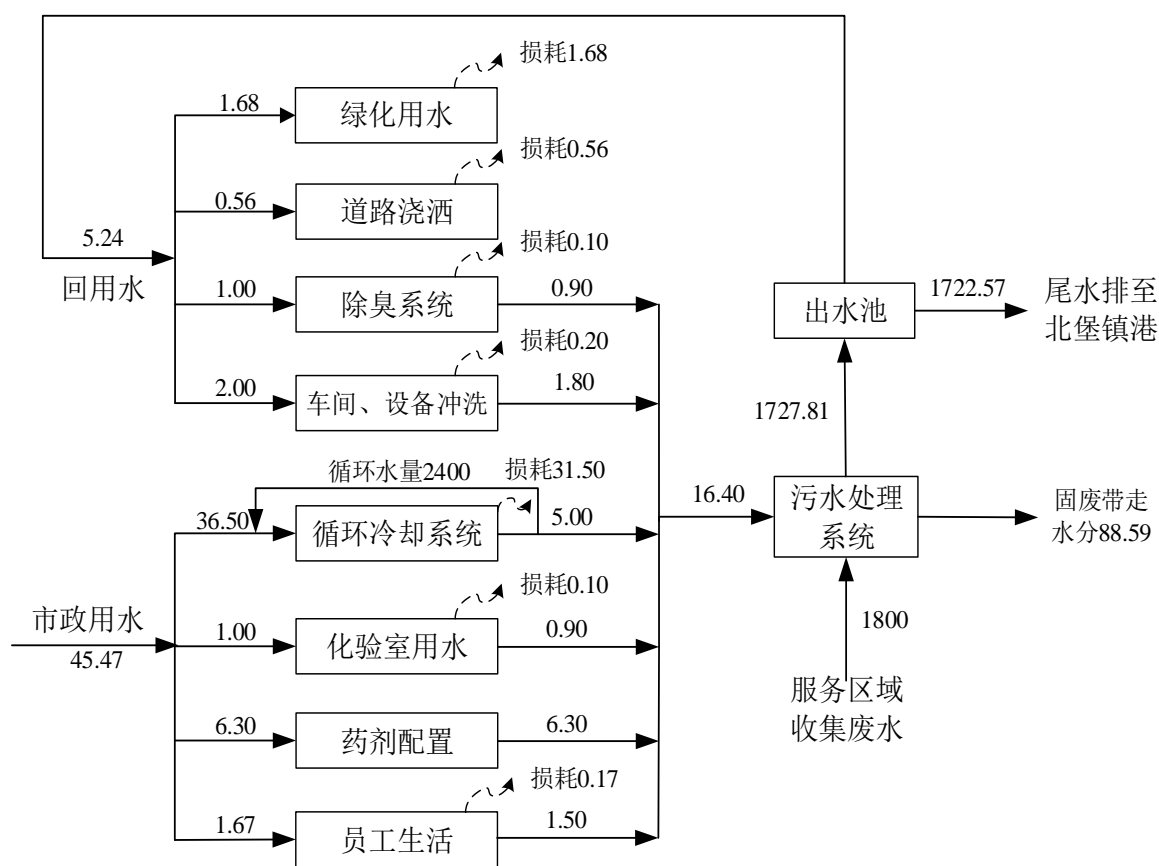 损耗1.68
1.68
绿化用水
损耗0.56
0.56
道路浇洒
5.24
回用水
损耗0.10
1.00
除臭系统
0.90
损耗0.20
2.00
车间、设备冲洗
1.80
出水池
1722.57
尾水排至
北堡镇港
1727.81
循环水量2400
损耗31.50
36.50
循环冷却系统
5.00
16.40
污水处理
系统
固废带走
水分88.59
市政用水
45.47
损耗0.10
1.00
化验室用水
0.90
1800
服务区域
收集废水
6.30
药剂配置
6.30
损耗0.17
1.67
员工生活
1.50